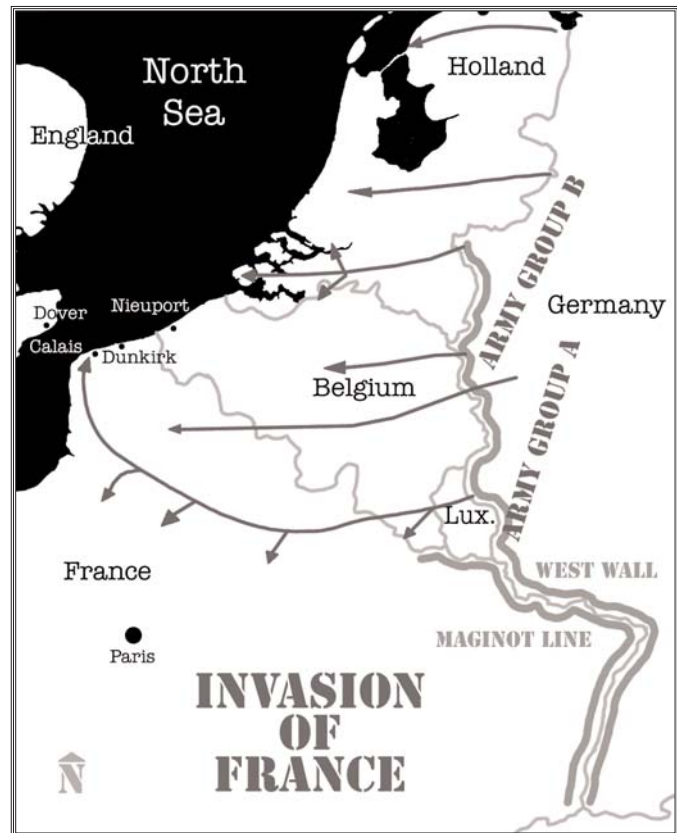 North
Sea
Holland
England
ARMY GROUP B
Germany
Nieuport
Dover
Calais
Dunkirk
Belgium
ARMY GROUP A
Lux.
France
WEST WALL
MAGINOT LINE
Paris
INVASION
OF
FRANCE
N